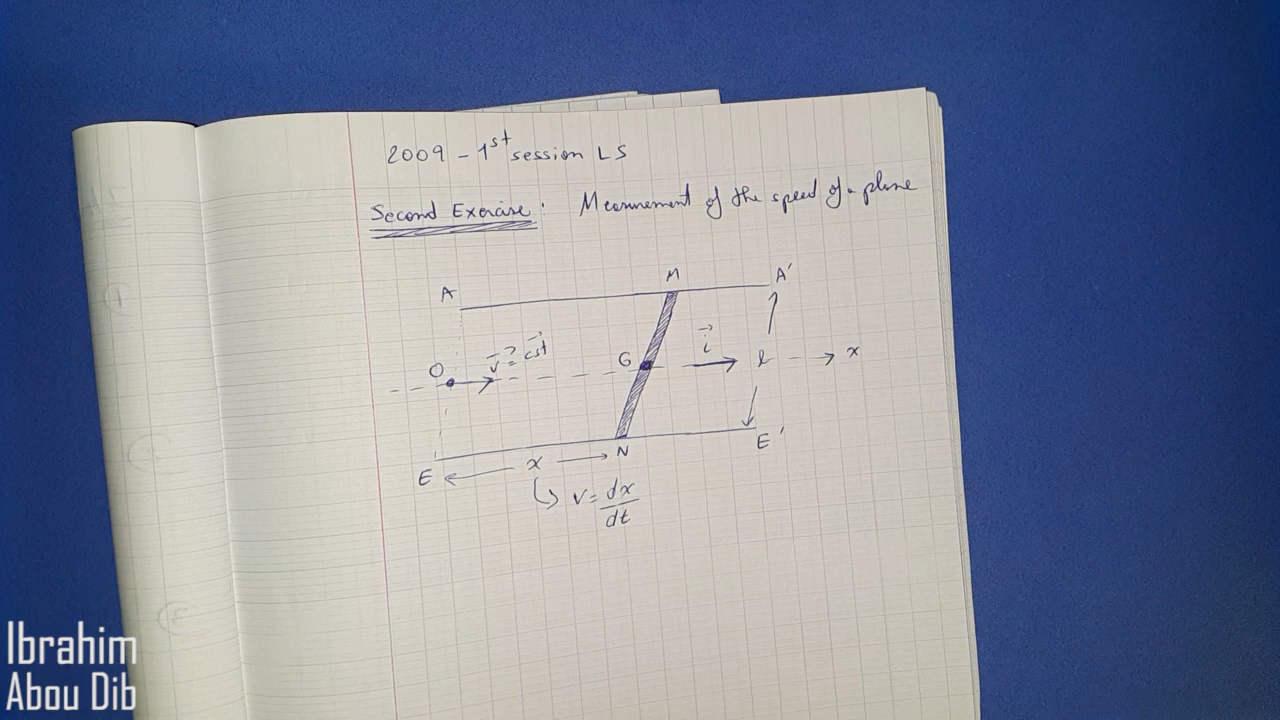 2009 - 1st session LS
Second Exercise: Measurement of the speed of a plane
M
A'
A
i
G
O
v = cst
l
x
E'
N
E
x
v = dx/dt
Ibrahim
Abou Dib